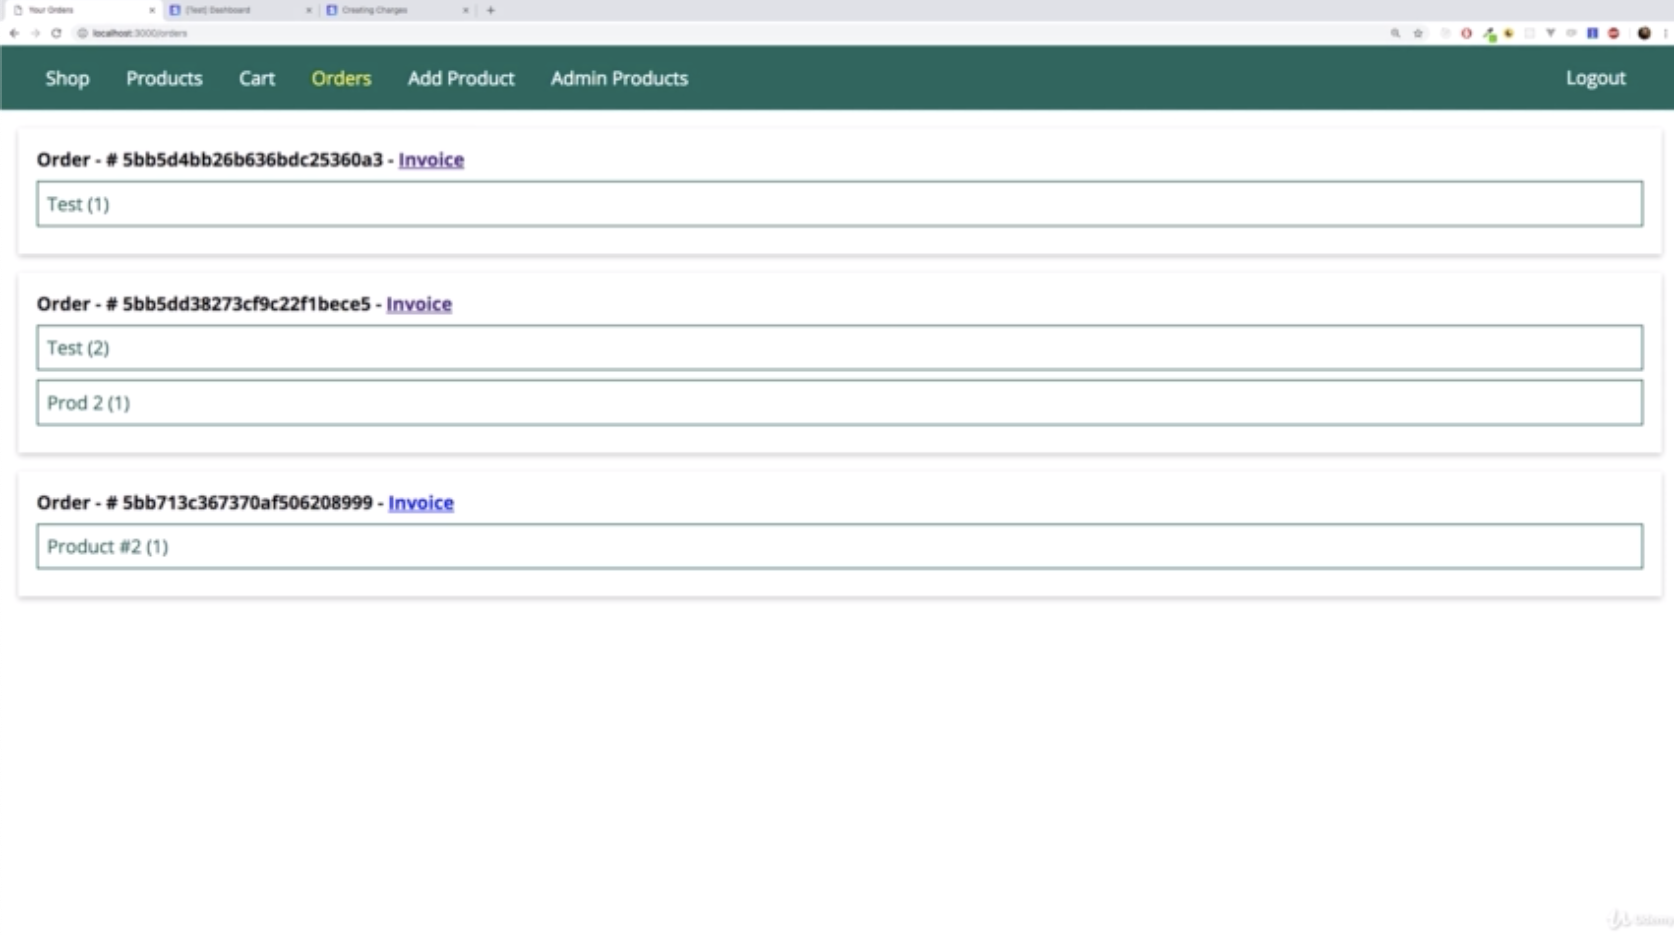 Your Orders
[Test] Dashboard
Creating Charges
localhost:3000/orders
Shop Products Cart Orders Add Product Admin Products Logout
Order - # 5bb5d4bb26b636bdc25360a3 - Invoice
Test (1)
Order - # 5bb5dd38273cf9c22f1bece5 - Invoice
Test (2)
Prod 2 (1)
Order - # 5bb713c367370af506208999 - Invoice
Product #2 (1)
Udemy